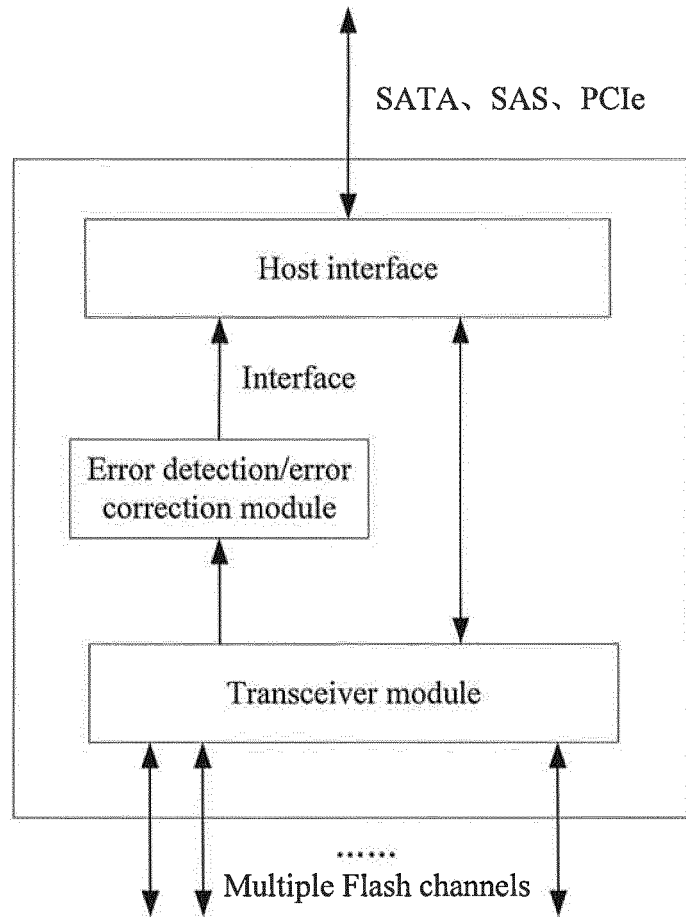 SATA、SAS、PCIe
Host interface
Interface
Error detection/error
correction module
Transceiver module
......
Multiple Flash channels